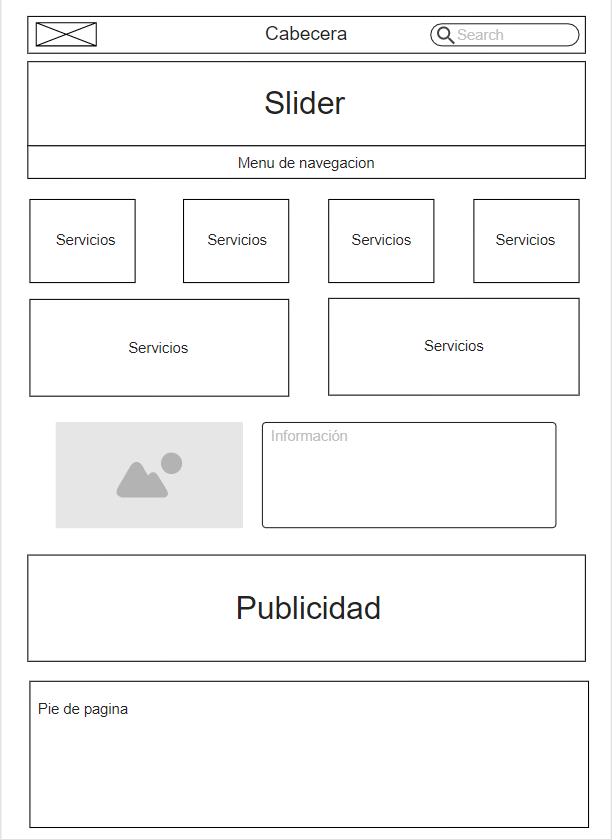 Cabecera
Search
Slider
Menu de navegacion
Servicios
Servicios
Servicios
Servicios
Servicios
Servicios
Información
Publicidad
Pie de pagina